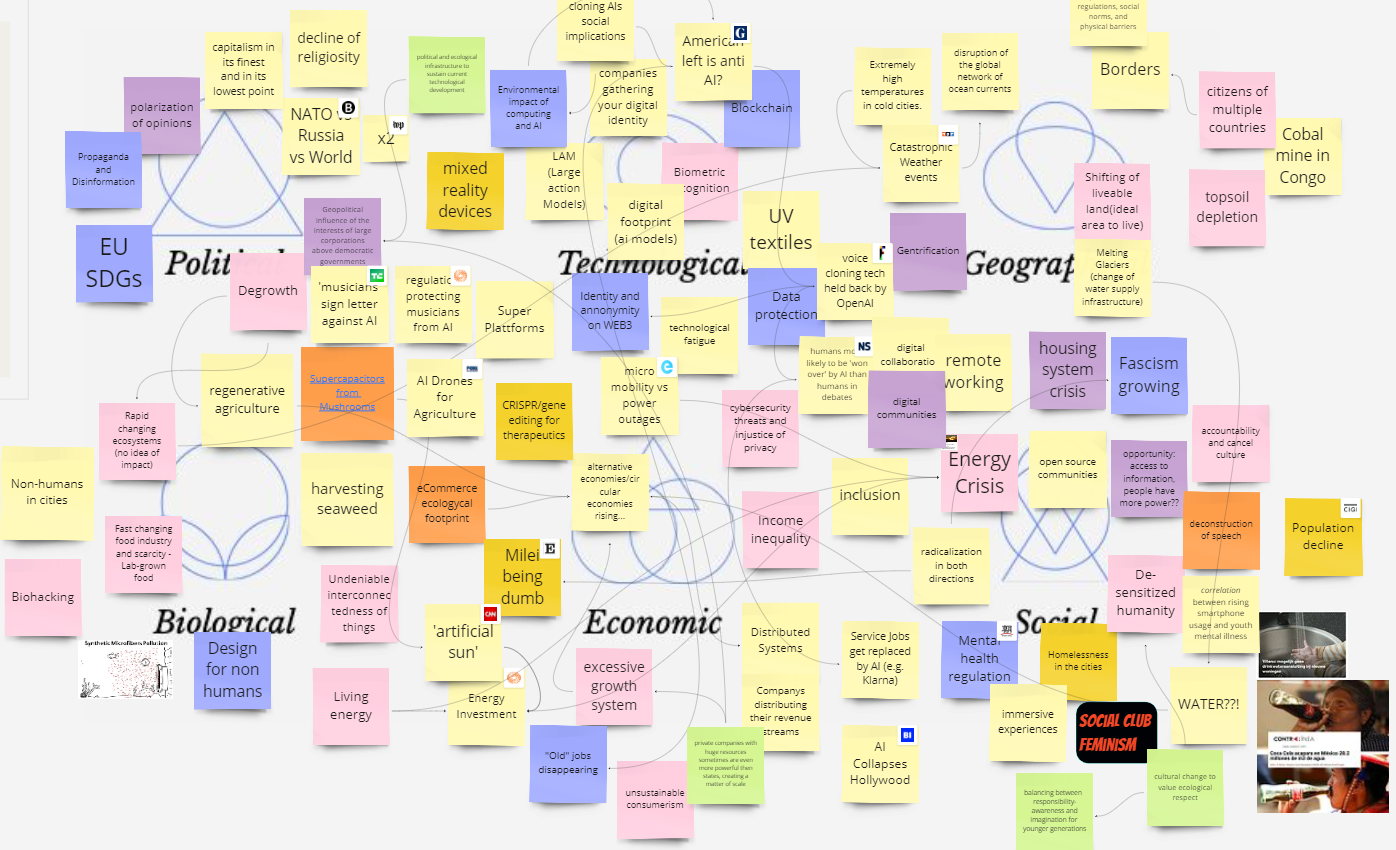 cloning AIs
social
implications
regulations, social
norms, and
physical barriers
capitalism in
its finest
and in its
lowest point
decline of
religiosity
political and ecological
infrastructure to
sustain current
technological
development
Environmental
impact of
computing
and AI
companies
gathering
your digital
identity
American
left is anti
AI?
G
Blockchain
Extremely
high
temperatures
in cold cities.
disruption of
the global
network of
ocean currents
Borders
citizens of
multiple
countries
Cobal
mine in
Congo
polarization
of opinions
Propaganda
and
Disinformation
NATO
Russia
vs World
B
x2
mixed
reality
devices
LAM
(Large
action
Models)
Biometric
digital
footprint
(ai models)
Catastrophic
Weather
events
Shifting of
liveable
land(ideal
area to live)
topsoil
depletion
EU
SDGs
Geopolitical
influence of the
interests of large
corporations
above democratic
governments
Technological
UV
textiles
Gentrification
Geograp
Melting
Glaciers
(change of
water supply
infrastructure)
Degrowth
'musicians
sign letter
against AI
regulatic
protecting
musicians
from AI
Super
Plattforms
Identity and
annonymity
on WEB3
technological
fatigue
Data
protection
voice
cloning tech
held back by
OpenAI
regenerative
agriculture
Supercapacitors
from
Mushrooms
AI Drones
for
Agriculture
CRISPR/gene
editing for
therapeutics
micro
mobility vs
power
outages
humans mo
likely to be 'won
over' by AI than
humans in
debates
NS
digital
collaboratio
digital
communities
remote
working
housing
system
crisis
Fascism
growing
Rapid
changing
ecosystems
(no idea of
impact)
cybersecurity
threats and
injustice of
privacy
accountability
and cancel
culture
Non-humans
in cities
harvesting
seaweed
eCommerce
ecologycal
footprint
alternative
economies/cir
cular
economies
rising...
inclusion
Energy
Crisis
open source
communities
opportunity:
access to
information,
people have
more power??
Income
inequality
deconstruction
of speech
Population
decline
CIGI
Fast changing
food industry
and scarcity -
Lab-grown
food
Milei
being
dumb
E
radicalization
in both
directions
Biohacking
Undeniable
interconnec
tedness of
things
De-
sensitized
humanity
correlation
between rising
smartphone
usage and youth
mental illness
Biological
Economic
Social
Synthetic Microfibers Pollution
Design
for non
humans
'artificial
sun'
CNN
Distributed
Systems
Service Jobs
get replaced
by AI (e.g.
Klarna)
Mental
health
regulation
Homelessness
in the cities
Living
energy
Energy
Investment
excessive
growth
system
Companys
distributing
their revenue
streams
immersive
experiences
SOCIAL CLUB
FEMINISM
WATER??!
"Old" jobs
disappearing
private companies with
huge resources
sometimes are even
more powerful then
states, creating a
matter of scale
AI
Collapses
Hollywood
BI
unsustainable
consumerism
balancing between
responsibility-
awareness and
imagination for
younger generations
cultural change to
value ecological
respect
Coca Cola acapara en México 28.2
millones de m3 de agua